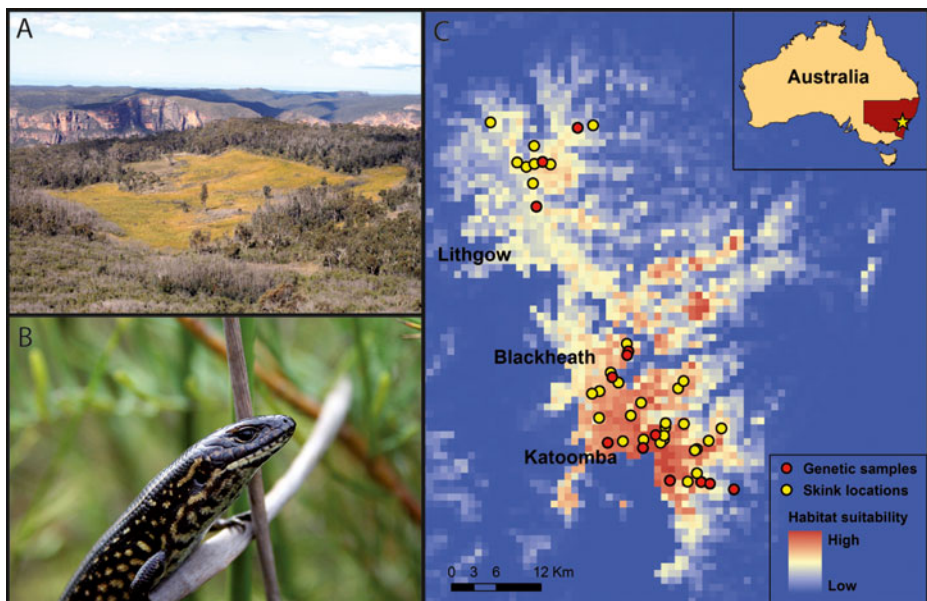 A
B
C
Australia
Lithgow
Blackheath
Katoomba
Genetic samples
Skink locations
Habitat suitability
High
Low
0 3 6 12 Km